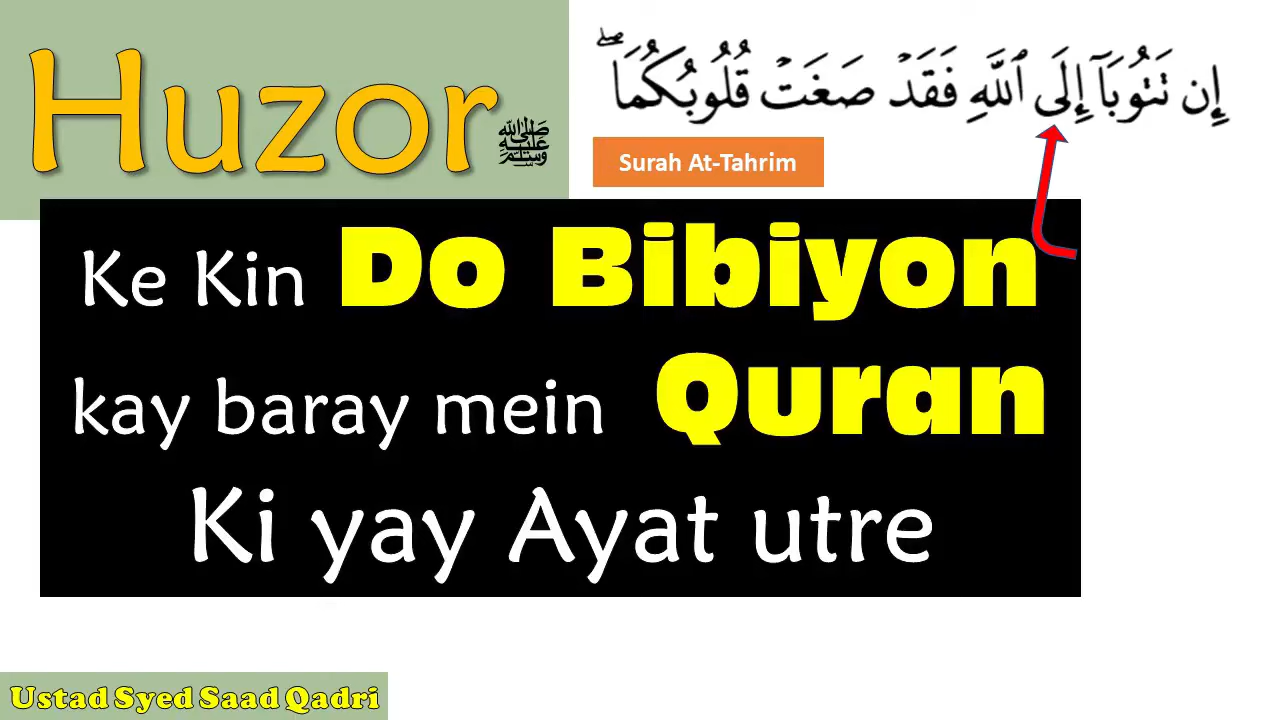 Huzor ﷺ
إِن تَتُوبَآ إِلَى ٱللَّهِ فَقَدۡ صَغَتۡ قُلُوبُكُمَاۖ
Surah At-Tahrim
Ke Kin Do Bibiyon
kay baray mein Quran
Ki yay Ayat utre
Ustad Syed Saad Qadri